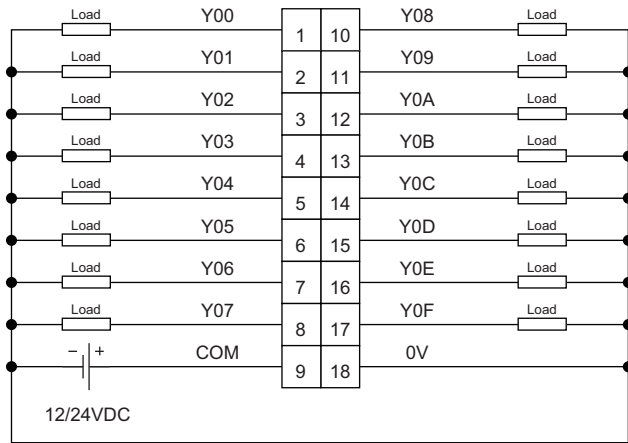 Load Y00 1 10 Y08 Load
Load Y01 2 11 Y09 Load
Load Y02 3 12 Y0A Load
Load Y03 4 13 Y0B Load
Load Y04 5 14 Y0C Load
Load Y05 6 15 Y0D Load
Load Y06 7 16 Y0E Load
Load Y07 8 17 Y0F Load
− + COM 9 18 0V
12/24VDC